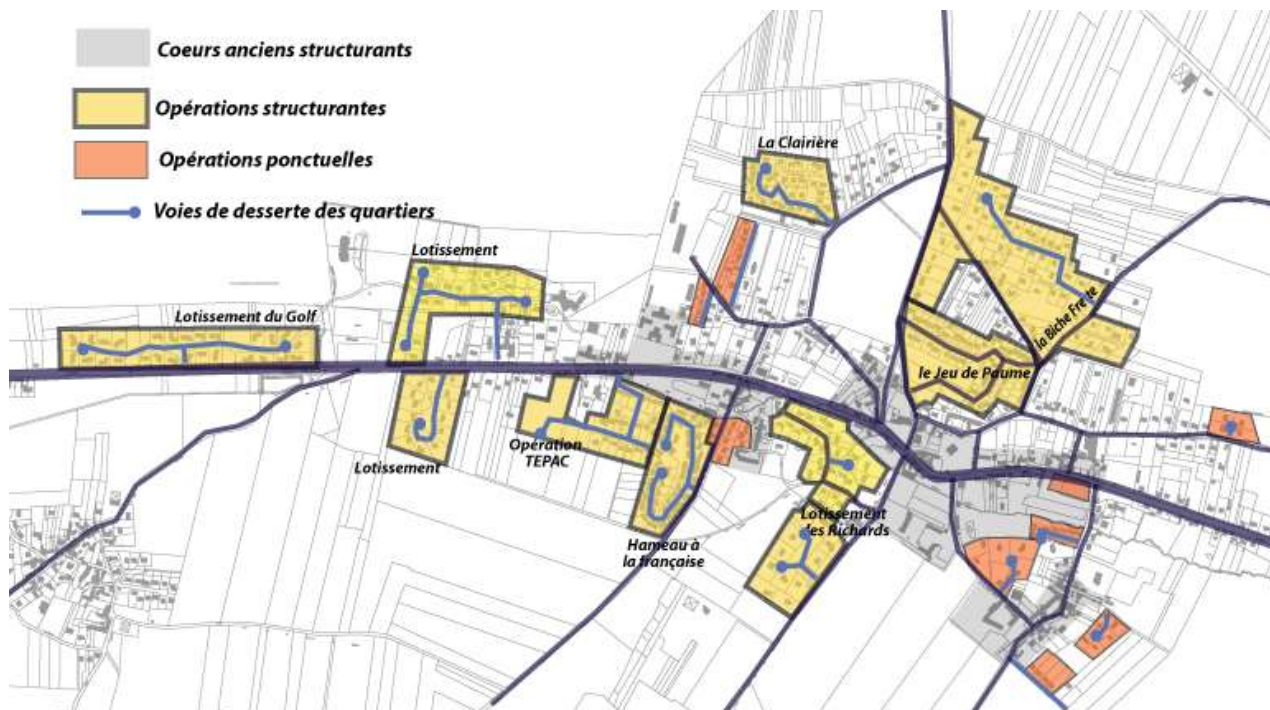 Coeurs anciens structurants
Opérations structurantes
Opérations ponctuelles
Voies de desserte des quartiers
La Clairière
Lotissement
Lotissement du Golf
la Biche Frete
le Jeu de Paume
Opération
TEPAC
Lotissement
Lotissement
des Richards
Hameau à
la française